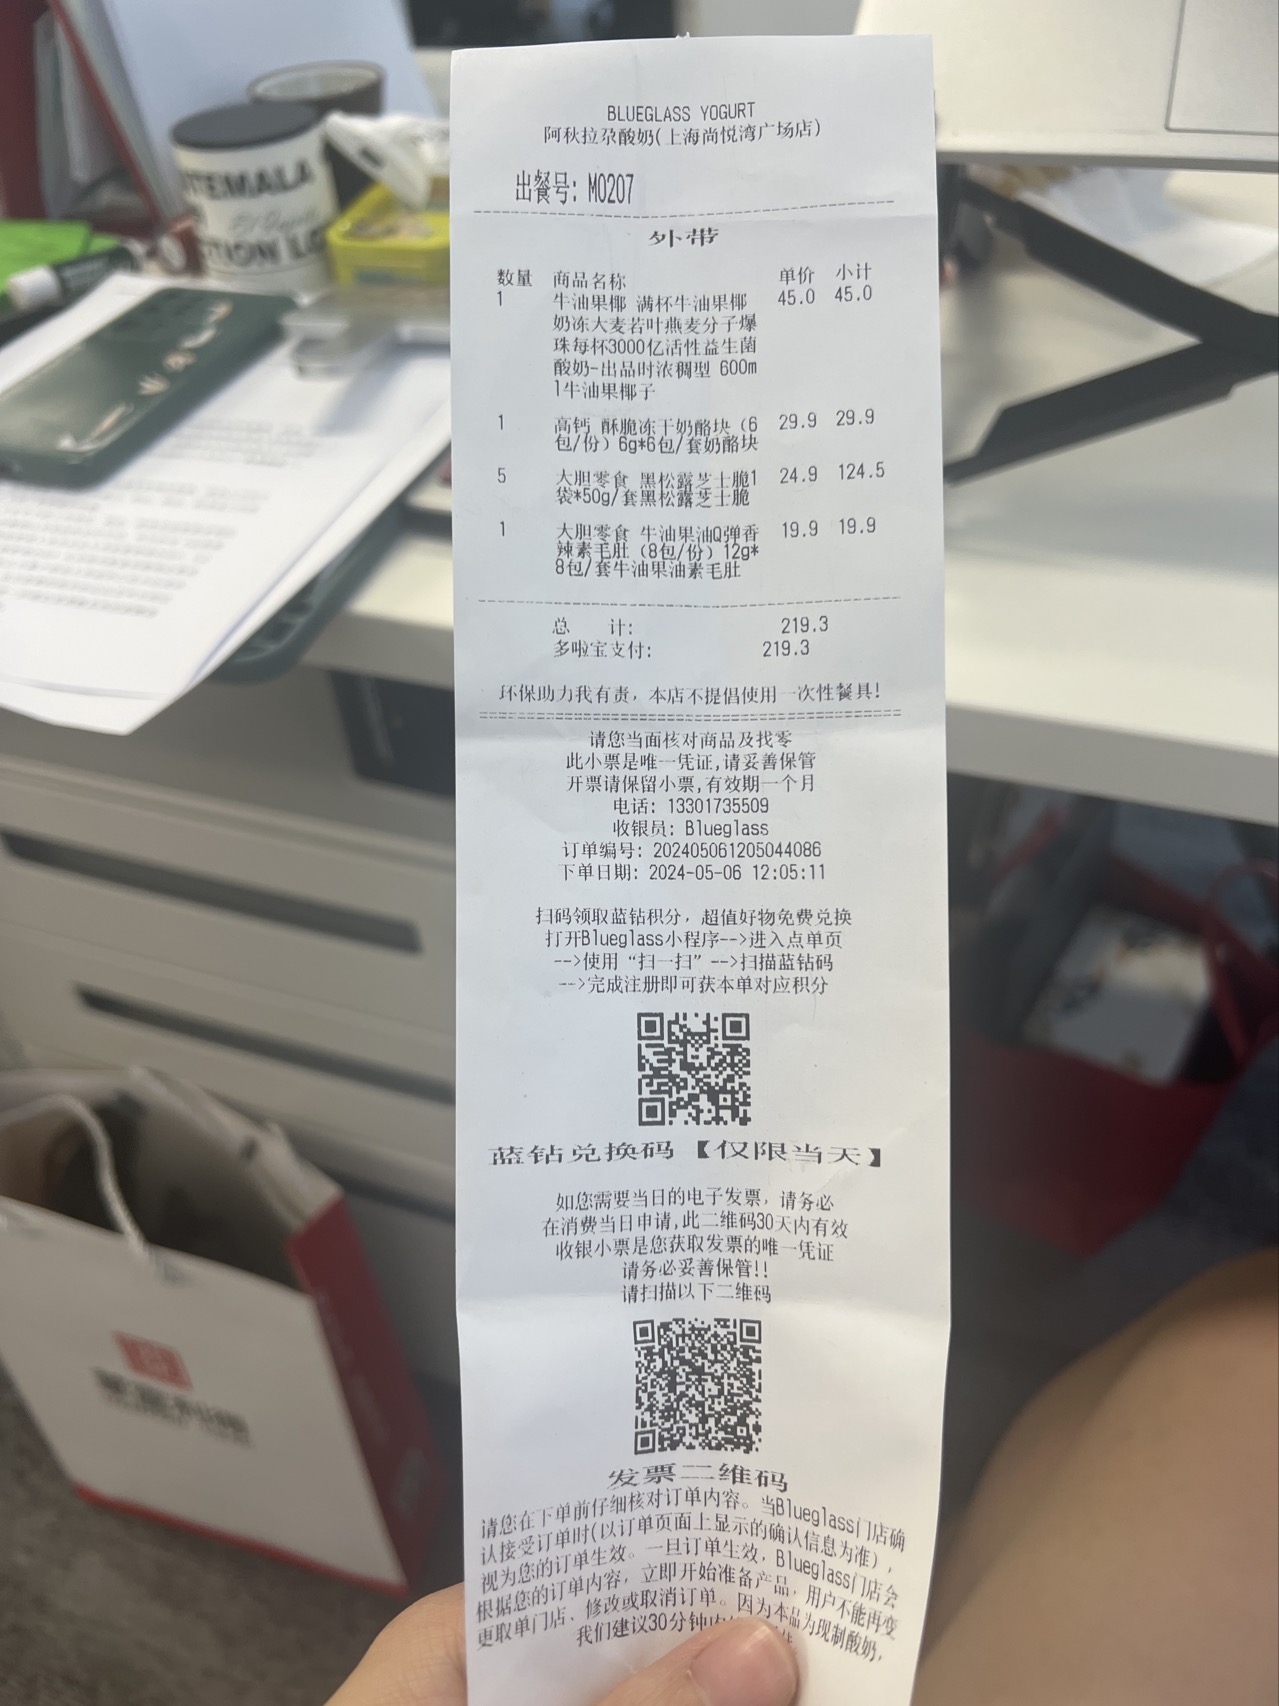 BLUEGLASS YOGURT
阿秋拉尕酸奶(上海尚悦湾广场店)
出餐号: M0207
外带
数量 商品名称 单价 小计
1 牛油果椰 满杯牛油果椰 45.0 45.0
奶冻大麦若叶燕麦分子爆
珠每杯3000亿活性益生菌
酸奶-出品时浓稠型 600m
l牛油果椰子
1 高钙 酥脆冻干奶酪块（6 29.9 29.9
包/份）6g*6包/套奶酪块
5 大胆零食 黑松露芝士脆1 24.9 124.5
袋*50g/套黑松露芝士脆
1 大胆零食 牛油果油Q弹香 19.9 19.9
辣素毛肚（8包/份）12g*
8包/套牛油果油素毛肚
总 计: 219.3
多啦宝支付: 219.3
环保助力我有责，本店不提倡使用一次性餐具!
请您当面核对商品及找零
此小票是唯一凭证,请妥善保管
开票请保留小票,有效期一个月
电话: 13301735509
收银员: Blueglass
订单编号: 202405061205044086
下单日期: 2024-05-06 12:05:11
扫码领取蓝钻积分，超值好物免费兑换
打开Blueglass小程序-->进入点单页
-->使用“扫一扫”-->扫描蓝钻码
-->完成注册即可获本单对应积分
蓝钻兑换码【仅限当天】
如您需要当日的电子发票，请务必
在消费当日申请,此二维码30天内有效
收银小票是您获取发票的唯一凭证
请务必妥善保管!!
请扫描以下二维码
发票二维码
请您在下单前仔细核对订单内容。当Blueglass门店确
认接受订单时(以订单页面上显示的确认信息为准)，
视为您的订单生效。一旦订单生效，Blueglass门店会
根据您的订单内容，立即开始准备产品，用户不能再变
更取单门店、修改或取消订单。因为本品为现制酸奶，
我们建议30分钟内
TEMALA
TION L